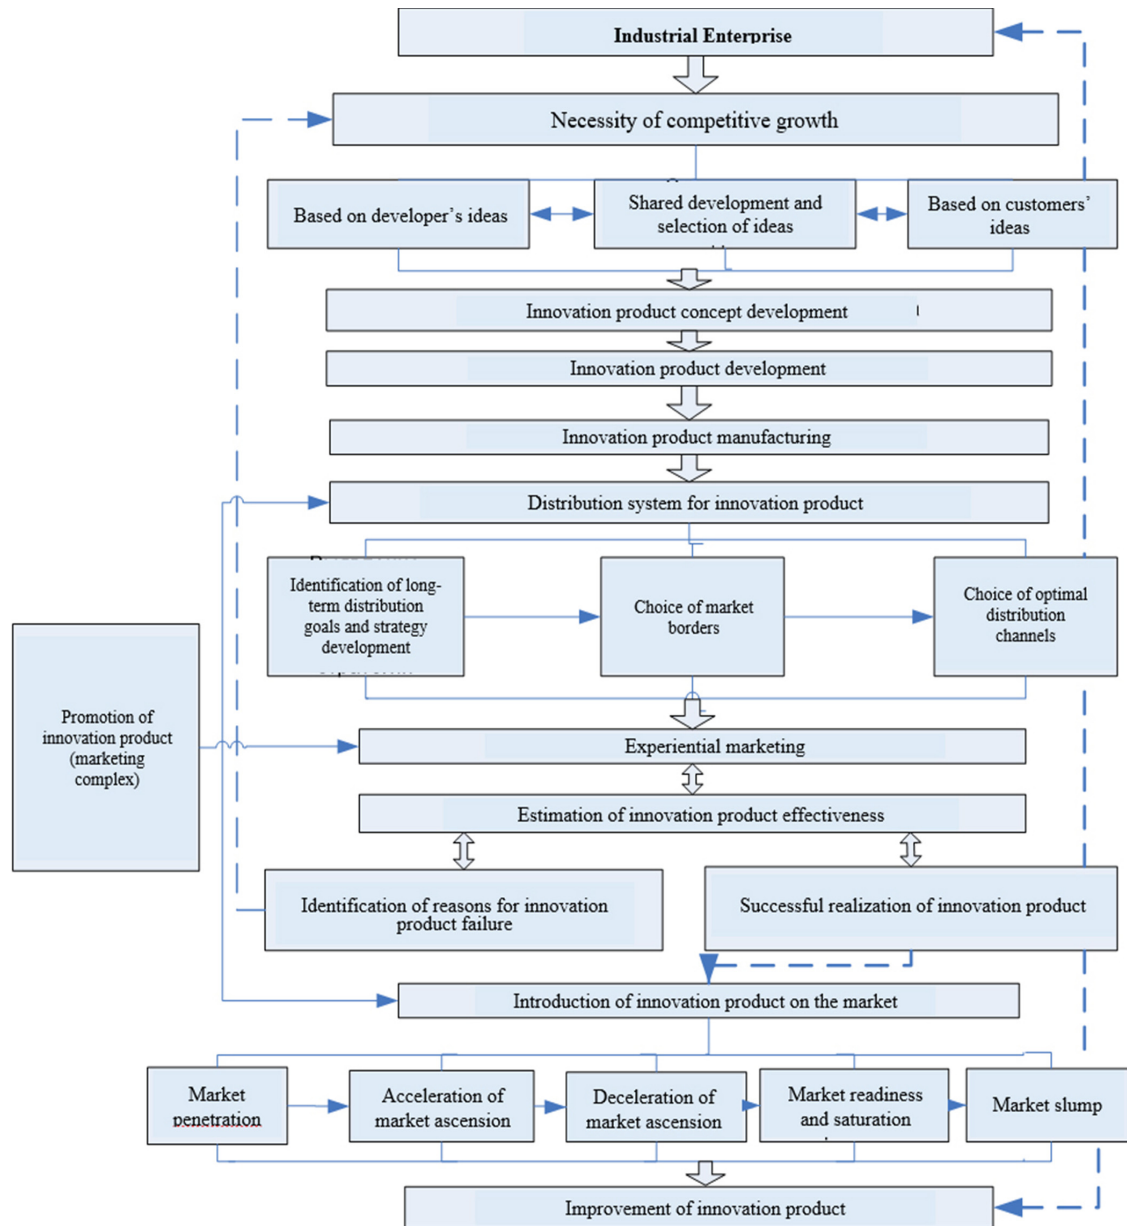 Industrial Enterprise
Necessity of competitive growth
Based on developer's ideas
Shared development and
selection of ideas
Based on customers'
ideas
Innovation product concept development
Innovation product development
Innovation product manufacturing
Distribution system for innovation product
Identification of long-
term distribution
goals and strategy
development
Choice of market
borders
Choice of optimal
distribution
channels
Promotion of
innovation product
(marketing
complex)
Experiential marketing
Estimation of innovation product effectiveness
Identification of reasons for innovation
product failure
Successful realization of innovation product
Introduction of innovation product on the market
Market
penetration
Acceleration of
market ascension
Deceleration of
market ascension
Market readiness
and saturation
Market slump
Improvement of innovation product